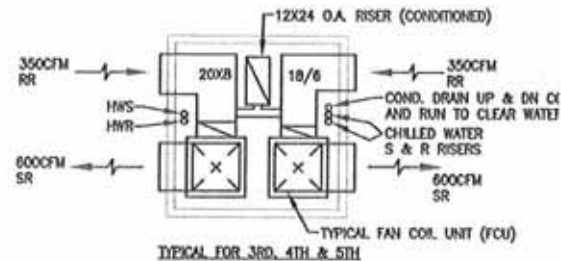 12X24 O.A. RISER (CONDITIONED)
350CFM
RR
20X8
18/6
350CFM
RR
HWS
HWR
COND. DRAIN UP & DN
AND RUN TO CLEAR
CHILLED WATER
S & R RISERS
600CFM
SR
600CFM
SR
TYPICAL FAN COIL UNIT (FCU)
TYPICAL FOR 3RD, 4TH & 5TH